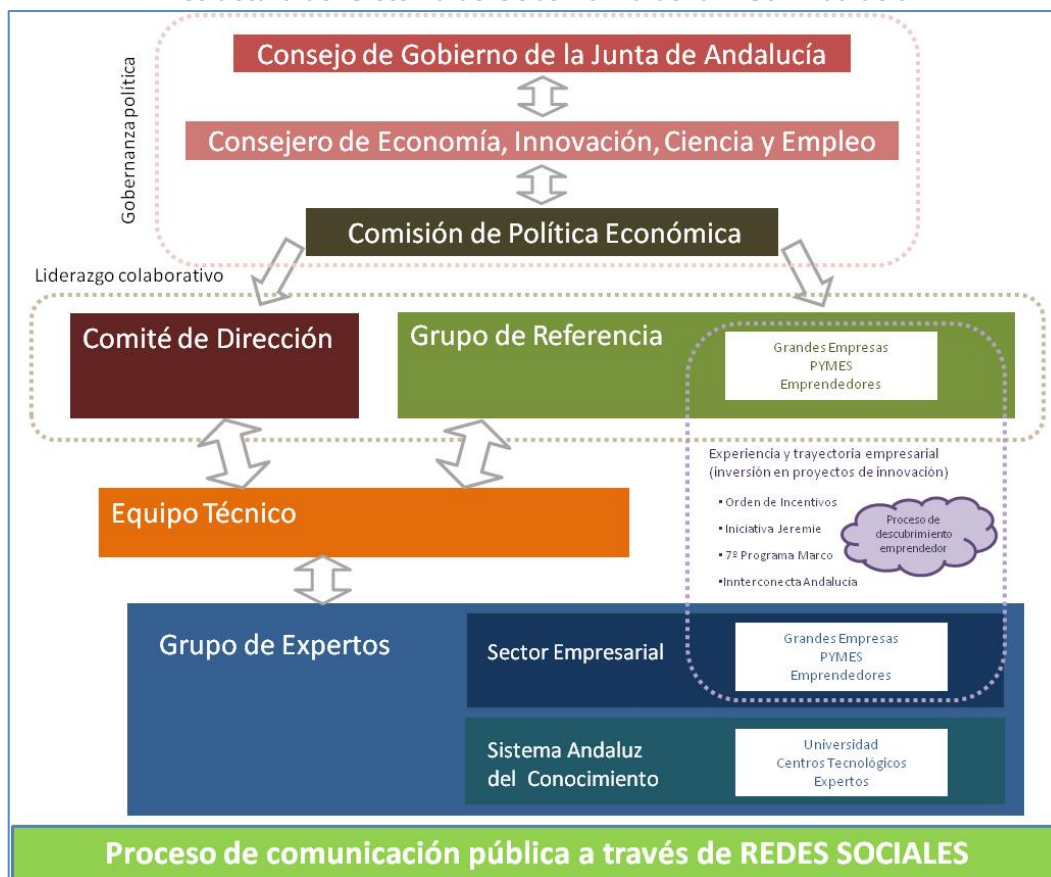 Consejo de Gobierno de la Junta de Andalucía
Gobernanza política
Consejero de Economía, Innovación, Ciencia y Empleo
Comisión de Política Económica
Liderazgo colaborativo
Comité de Dirección
Grupo de Referencia
Grandes Empresas
PYMES
Emprendedores
Experiencia y trayectoria empresarial
(inversión en proyectos de innovación)
▪ Orden de Incentivos
▪ Iniciativa Jeremie
▪ 7º Programa Marco
▪ Innterconecta Andalucía
Proceso de
descubrimiento
emprendedor
Equipo Técnico
Grupo de Expertos
Sector Empresarial
Grandes Empresas
PYMES
Emprendedores
Sistema Andaluz
del Conocimiento
Universidad
Centros Tecnológicos
Expertos
Proceso de comunicación pública a través de REDES SOCIALES